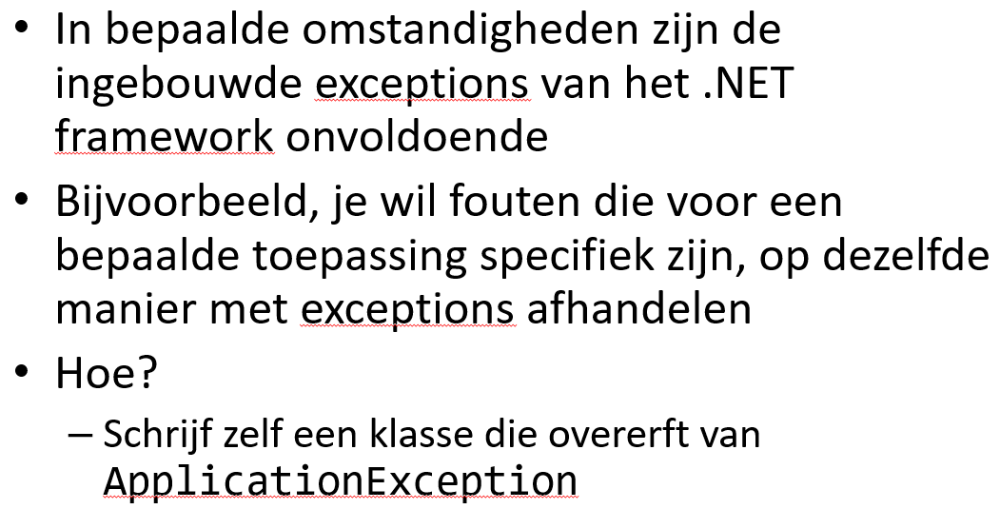 • In bepaalde omstandigheden zijn de
ingebouwde exceptions van het .NET
framework onvoldoende
• Bijvoorbeeld, je wil fouten die voor een
bepaalde toepassing specifiek zijn, op dezelfde
manier met exceptions afhandelen
• Hoe?
– Schrijf zelf een klasse die overerft van
ApplicationException